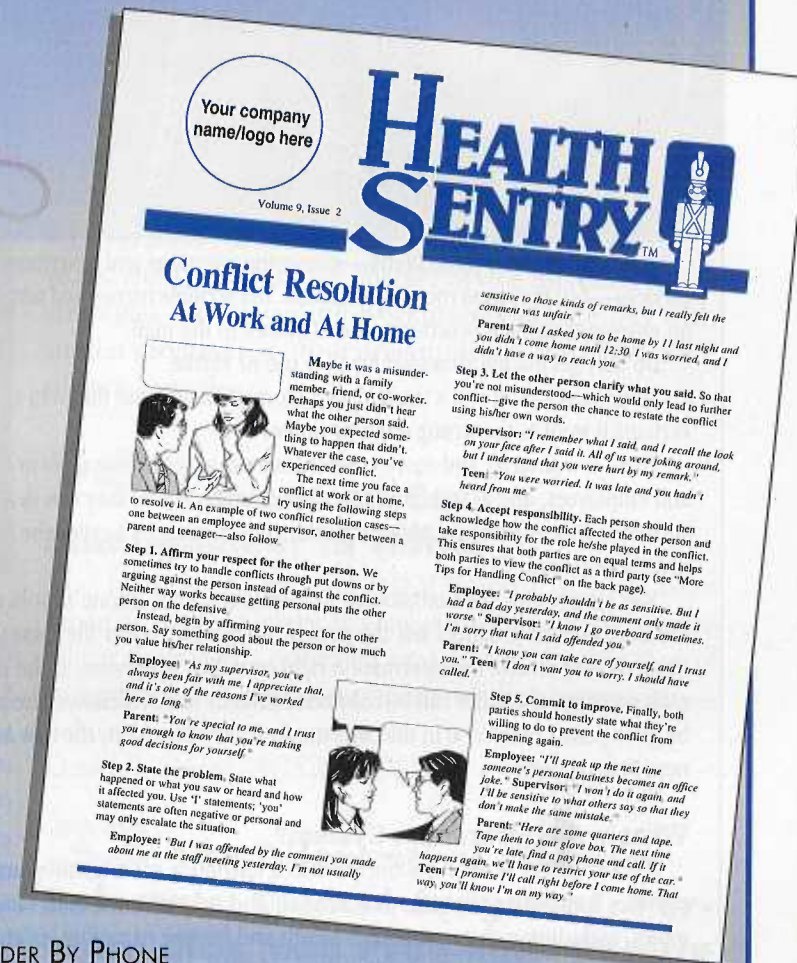 Your company
name/logo here
HEALTH
SENTRY™
Volume 9, Issue 2
Conflict Resolution
At Work and At Home
Maybe it was a misunder-
standing with a family
member, friend, or co-worker.
Perhaps you just didn't hear
what the other person said.
Maybe you expected some-
thing to happen that didn't.
Whatever the case, you've
experienced conflict.
The next time you face a
conflict at work or at home,
try using the following steps
to resolve it. An example of two conflict resolution cases—
one between an employee and supervisor, another between a
parent and teenager—also follow.
Step 1. Affirm your respect for the other person. We
sometimes try to handle conflicts through put downs or by
arguing against the person instead of against the conflict.
Neither way works because getting personal puts the other
person on the defensive.
Instead, begin by affirming your respect for the other
person. Say something good about the person or how much
you value his/her relationship.
Employee: "As my supervisor, you've
always been fair with me. I appreciate that,
and it's one of the reasons I've worked
here so long."
Parent: "You're special to me, and I trust
you enough to know that you're making
good decisions for yourself."
Step 2. State the problem. State what
happened or what you saw or heard and how
it affected you. Use 'I' statements; 'you'
statements are often negative or personal and
may only escalate the situation.
Employee: "But I was offended by the comment you made
about me at the staff meeting yesterday. I'm not usually
sensitive to those kinds of remarks, but I really felt the
comment was unfair."
Parent: "But I asked you to be home by 11 last night and
you didn't come home until 12:30. I was worried, and I
didn't have a way to reach you."
Step 3. Let the other person clarify what you said. So that
you're not misunderstood—which would only lead to further
conflict—give the person the chance to restate the conflict
using his/her own words.
Supervisor: "I remember what I said, and I recall the look
on your face after I said it. All of us were joking around,
but I understand that you were hurt by my remark."
Teen: "You were worried. It was late and you hadn't
heard from me."
Step 4. Accept responsibility. Each person should then
acknowledge how the conflict affected the other person and
take responsibility for the role he/she played in the conflict.
This ensures that both parties are on equal terms and helps
both parties to view the conflict as a third party (see "More
Tips for Handling Conflict" on the back page).
Employee: "I probably shouldn't be as sensitive. But I
had a bad day yesterday, and the comment only made it
worse." Supervisor: "I know I go overboard sometimes.
I'm sorry that what I said offended you."
Parent: "I know you can take care of yourself, and I trust
you." Teen: "I don't want you to worry. I should have
called."
Step 5. Commit to improve. Finally, both
parties should honestly state what they're
willing to do to prevent the conflict from
happening again.
Employee: "I'll speak up the next time
someone's personal business becomes an office
joke." Supervisor: "I won't do it again, and
I'll be sensitive to what others say so that they
don't make the same mistake."
Parent: "Here are some quarters and tape.
Tape them to your glove box. The next time
you're late, find a pay phone and call. If it
happens again, we'll have to restrict your use of the car."
Teen: "I promise I'll call right before I come home. That
way, you'll know I'm on my way."
DER BY PHONE